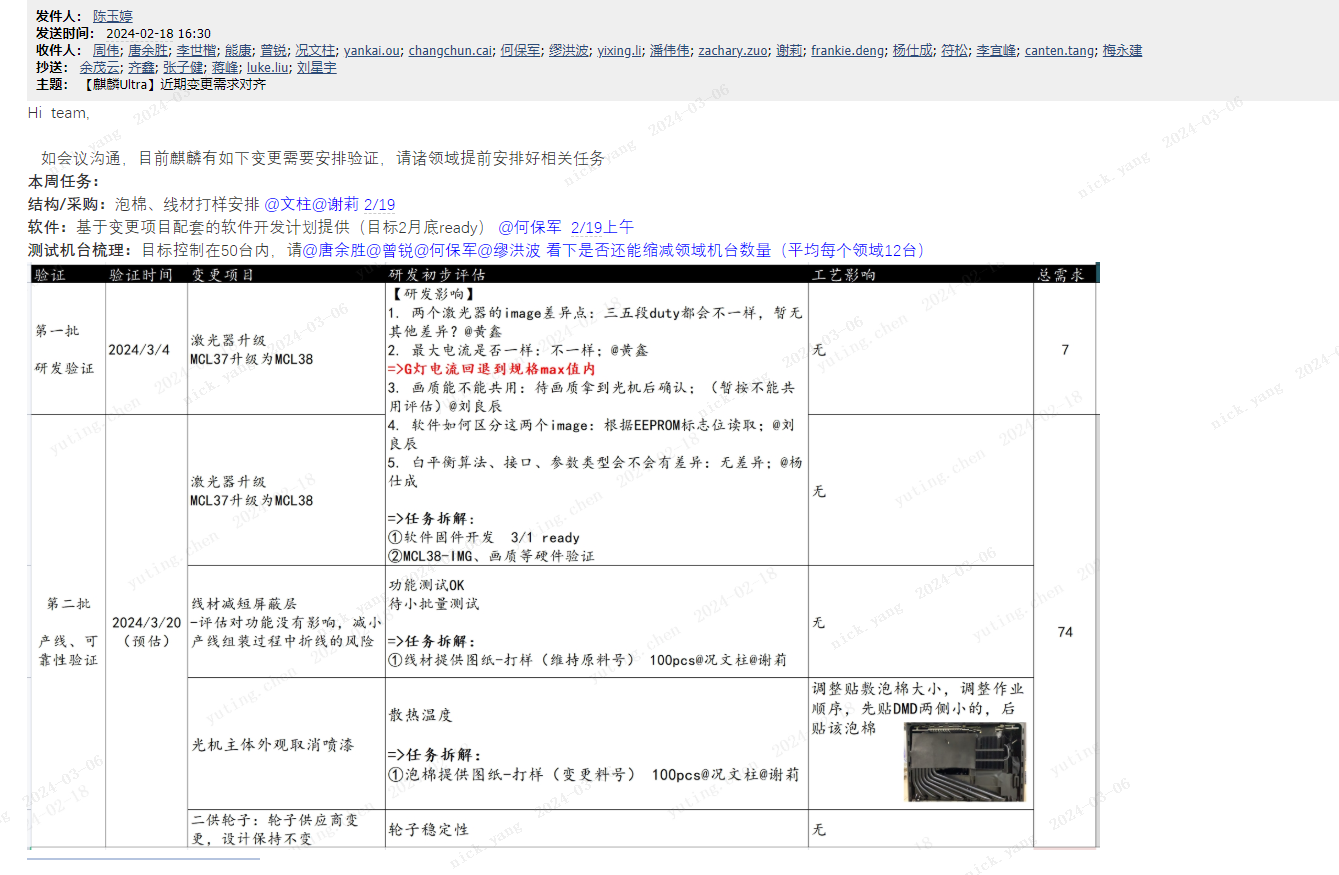 发件人： 陈玉婷
发送时间： 2024-02-18 16:30
收件人： 周伟; 唐余胜; 李世楷; 熊康; 曾锐; 况文柱; yankai.ou; changchun.cai; 何保军; 缪洪波; yixing.li; 潘伟伟; zachary.zuo; 谢莉; frankie.deng; 杨仕成; 符松; 李宜峰; canten.tang; 梅永建
抄送： 余茂云; 齐鑫; 张子健; 蒋峰; luke.liu; 刘星宇
主题： 【麒麟Ultra】近期变更需求对齐
Hi team,
如会议沟通，目前麒麟有如下变更需要安排验证，请诸领域提前安排好相关任务
本周任务：
结构/采购：泡棉、线材打样安排 @文柱@谢莉 2/19
软件：基于变更项目配套的软件开发计划提供（目标2月底ready） @何保军 2/19上午
测试机台梳理：目标控制在50台内，请@唐余胜@曾锐@何保军@缪洪波 看下是否还能缩减领域机台数量（平均每个领域12台）
验证 验证时间 变更项目 研发初步评估 工艺影响 总需求
第一批
研发验证
2024/3/4
激光器升级
MCL37升级为MCL38
【研发影响】
1. 两个激光器的image差异点：三五段duty都会不一样，暂无
其他差异？@黄鑫
2. 最大电流是否一样：不一样；@黄鑫
=>G灯电流回退到规格max值内
3. 画质能不能共用：待画质拿到光机后确认；（暂按不能共
用评估）@刘良辰
4. 软件如何区分这两个image：根据EEPROM标志位读取；@刘
良辰
5. 白平衡算法、接口、参数类型会不会有差异：无差异；@杨
仕成
=>任务拆解：
①软件固件开发 3/1 ready
②MCL38-IMG、画质等硬件验证
无
7
第二批
产线、可
靠性验证
2024/3/20
（预估）
激光器升级
MCL37升级为MCL38
无
74
线材减短屏蔽层
-评估对功能没有影响，减小
产线组装过程中折线的风险
功能测试OK
待小批量测试
=>任务拆解：
①线材提供图纸-打样（维持原料号） 100pcs@况文柱@谢莉
无
光机主体外观取消喷漆
散热温度
=>任务拆解：
①泡棉提供图纸-打样（变更料号） 100pcs@况文柱@谢莉
调整贴敷泡棉大小，调整作业
顺序，先贴DMD两侧小的，后
贴该泡棉
二供轮子：轮子供应商变
更，设计保持不变
轮子稳定性
无
nick.yang 2024-03-06
yuting.chen 2024-02-18